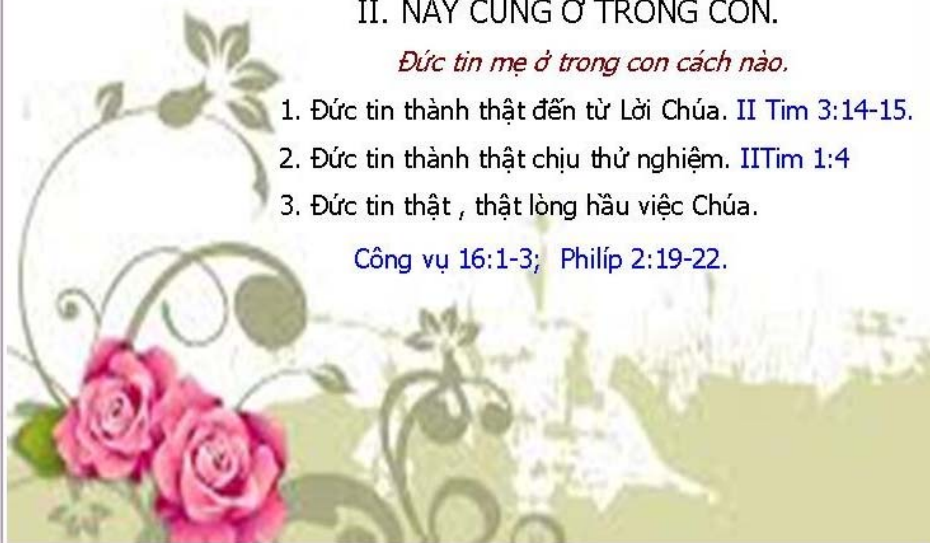 II. NAY CŨNG Ở TRONG CON.
Đức tin mẹ ở trong con cách nào.
1. Đức tin thành thật đến từ Lời Chúa. II Tim 3:14-15.
2. Đức tin thành thật chịu thử nghiệm. IITim 1:4
3. Đức tin thật , thật lòng hầu việc Chúa.
Công vụ 16:1-3; Philíp 2:19-22.